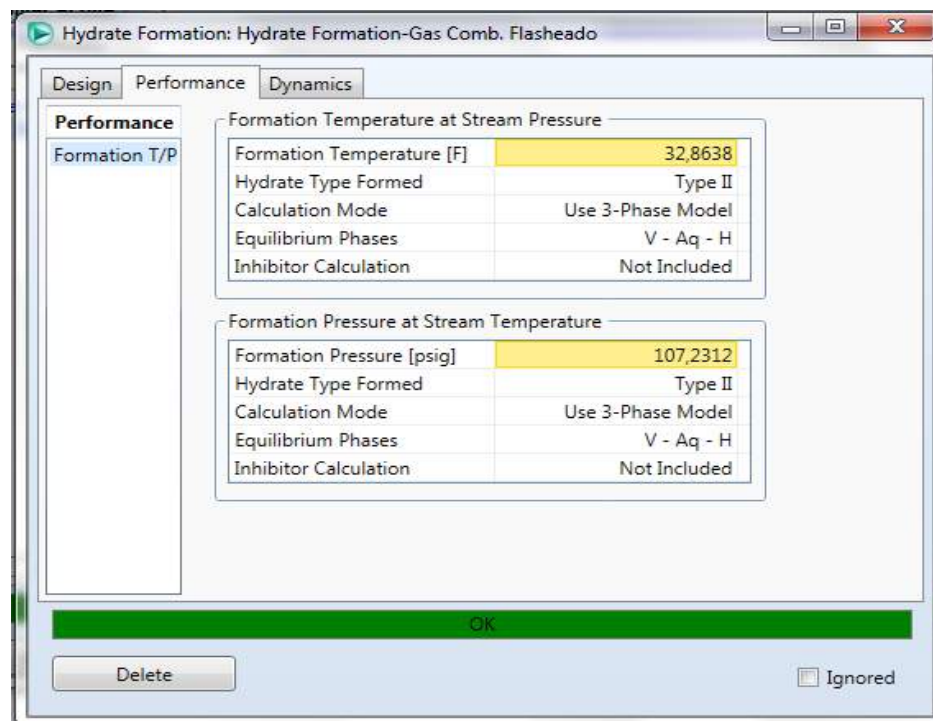 Hydrate Formation: Hydrate Formation-Gas Comb. Flasheado
Design Performance Dynamics
Performance
Formation T/P
Formation Temperature at Stream Pressure
Formation Temperature [F] 32,8638
Hydrate Type Formed Type II
Calculation Mode Use 3-Phase Model
Equilibrium Phases V - Aq - H
Inhibitor Calculation Not Included
Formation Pressure at Stream Temperature
Formation Pressure [psig] 107,2312
Hydrate Type Formed Type II
Calculation Mode Use 3-Phase Model
Equilibrium Phases V - Aq - H
Inhibitor Calculation Not Included
OK
Delete Ignored